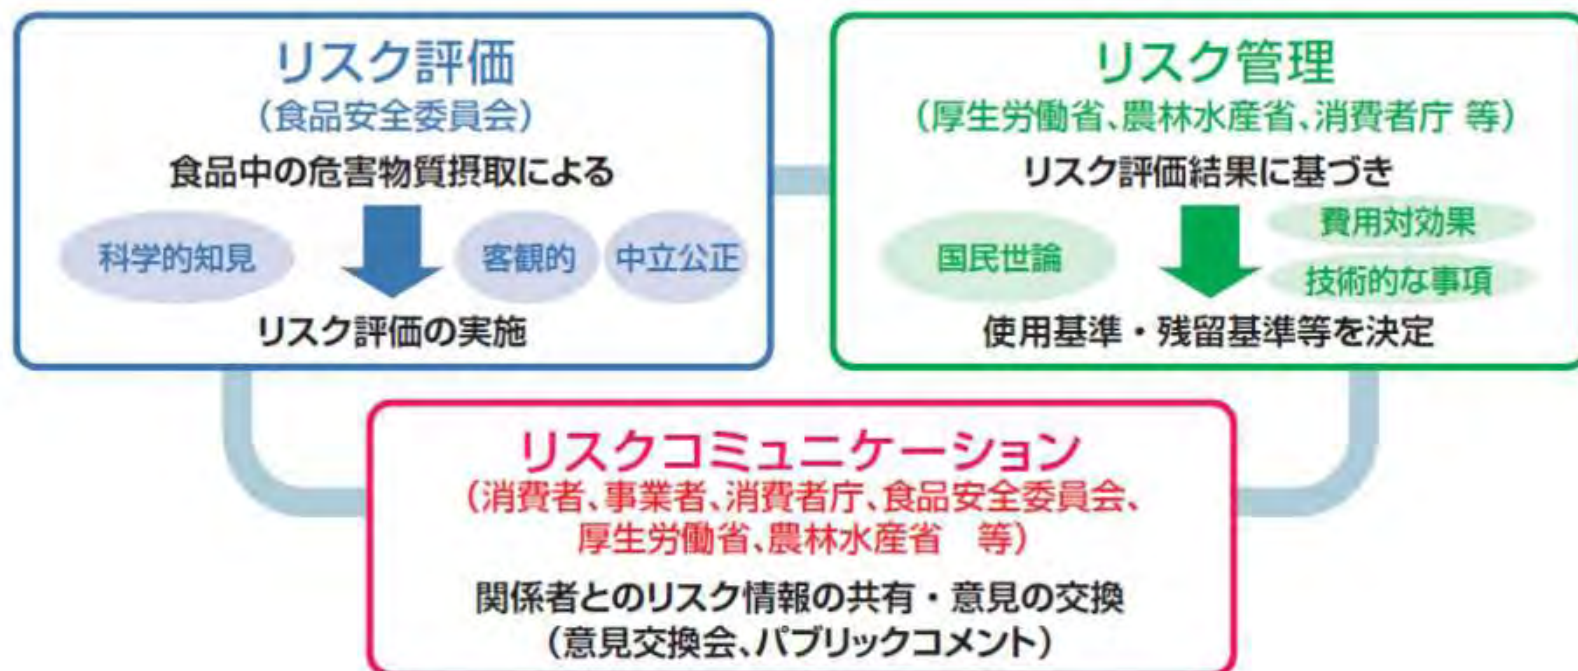 リスク評価
（食品安全委員会）
食品中の危害物質摂取による
科学的知見
客観的
中立公正
リスク評価の実施
リスク管理
（厚生労働省、農林水産省、消費者庁 等）
リスク評価結果に基づき
国民世論
費用対効果
技術的な事項
使用基準・残留基準等を決定
リスクコミュニケーション
（消費者、事業者、消費者庁、食品安全委員会、
厚生労働省、農林水産省　等）
関係者とのリスク情報の共有・意見の交換
（意見交換会、パブリックコメント）